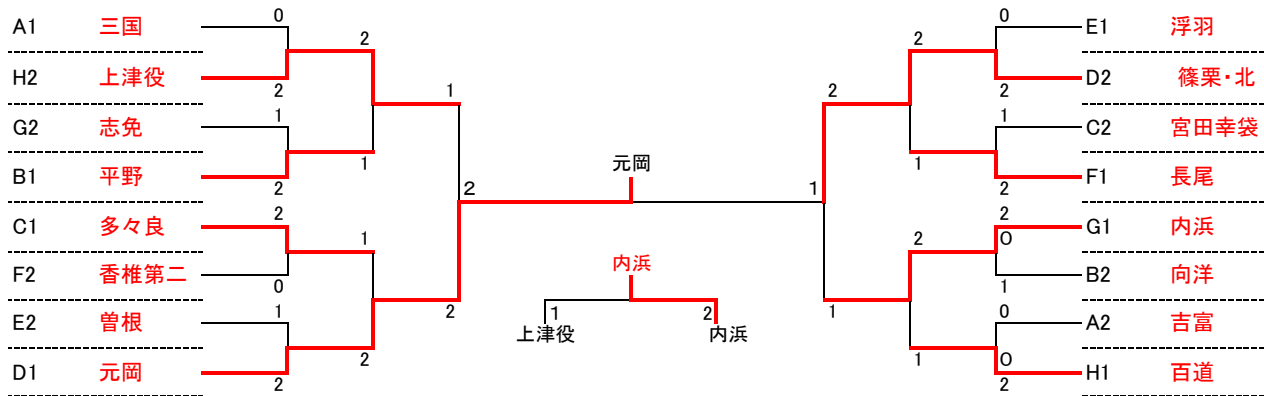 A1 三国 0
H2 上津役 2
2
G2 志免 1
B1 平野 2
1
1
C1 多々良 2
F2 香椎第二 0
1
E2 曽根 1
D1 元岡 2
2
2
2
元岡
1
0 E1 浮羽
2 D2 篠栗・北
2
1 C2 宮田幸袋
2 F1 長尾
1
2
2 G1 内浜
0
1 B2 向洋
2
0 A2 吉富
0
2 H1 百道
1
1
内浜
1 2
上津役 内浜